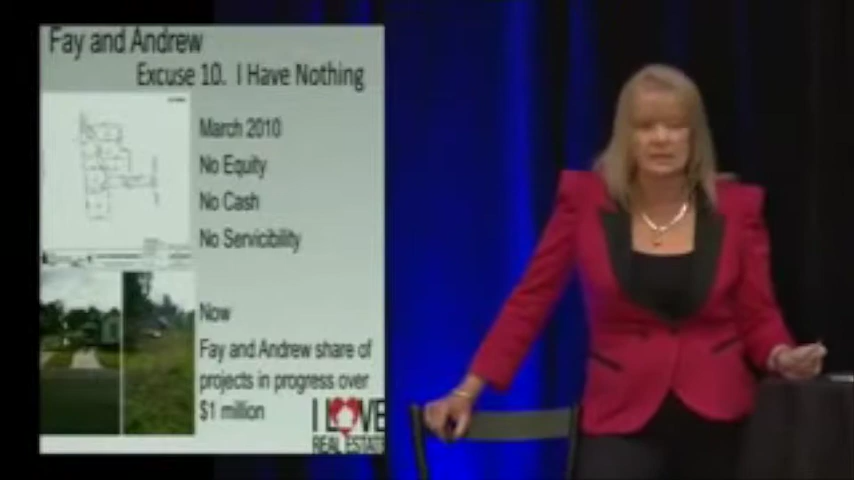 Fay and Andrew
Excuse 10. I Have Nothing
March 2010
No Equity
No Cash
No Servicibility
Now
Fay and Andrew share of
projects in progress over
$1 million
I LOVE
REAL ESTATE